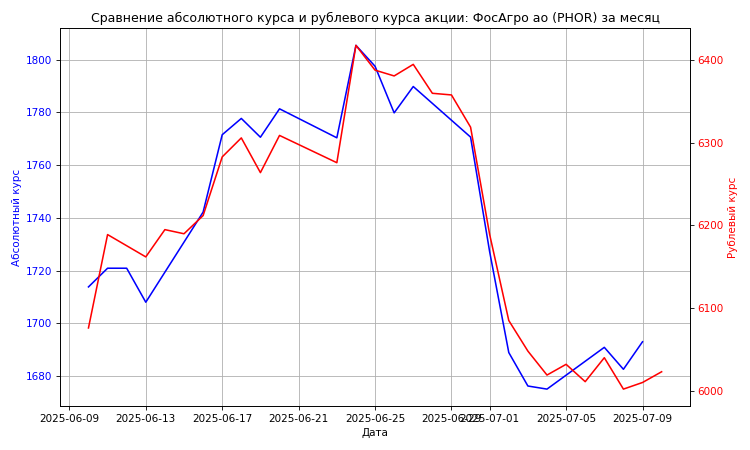 Сравнение абсолютного курса и рублевого курса акции: ФосАгро ао (PHOR) за месяц
1800
1780
1760
1740
1720
1700
1680
Абсолютный курс
6400
6300
6200
6100
6000
Рублевый курс
2025-06-09 2025-06-13 2025-06-17 2025-06-21 2025-06-25 2025-06-29 2025-07-01 2025-07-05 2025-07-09
Дата